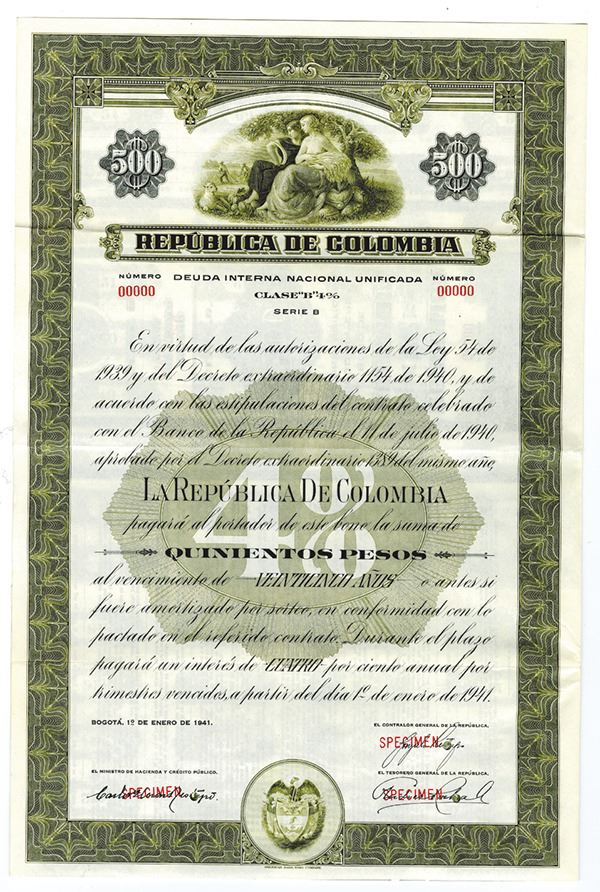 500 500
REPÚBLICA DE COLOMBIA
NÚMERO DEUDA INTERNA NACIONAL UNIFICADA NÚMERO
00000 CLASE "B" 4% 00000
SERIE B
En virtud de las autorizaciones de la Ley 54 de
1939 y del Decreto extraordinario 1154 de 1940, y de
acuerdo con las estipulaciones del contrato celebrado
con el Banco de la República el 11 de julio de 1940,
aprobado por el Decreto extraordinario 1389 del mismo año,
4%
LA REPÚBLICA DE COLOMBIA
pagará al portador de este bono la suma de
QUINIENTOS PESOS
al vencimiento de VEINTICINCO AÑOS o antes si
fuere amortizado por sorteo, en conformidad con lo
pactado en el referido contrato. Durante el plazo
pagará un interés de CUATRO por ciento anual por
trimestres vencidos, a partir del día 1º de enero de 1941.
BOGOTÁ, 1º DE ENERO DE 1941.
EL CONTRALOR GENERAL DE LA REPÚBLICA,
SPECIMEN
EL MINISTRO DE HACIENDA Y CRÉDITO PÚBLICO,
EL TESORERO GENERAL DE LA REPÚBLICA,
SPECIMEN
SPECIMEN
AMERICAN BANK NOTE COMPANY.